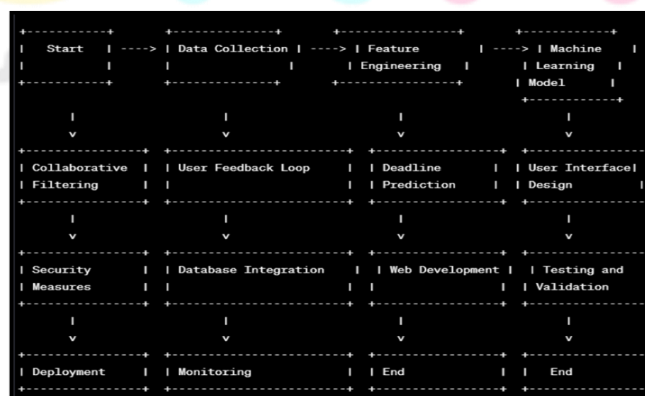 Start ----> Data Collection ----> Feature ----> Machine
Engineering Learning
Model
v v v v
Collaborative User Feedback Loop Deadline User Interface
Filtering Prediction Design
v v v v
Security Database Integration Web Development Testing and
Measures Validation
v v v v
Deployment Monitoring End End